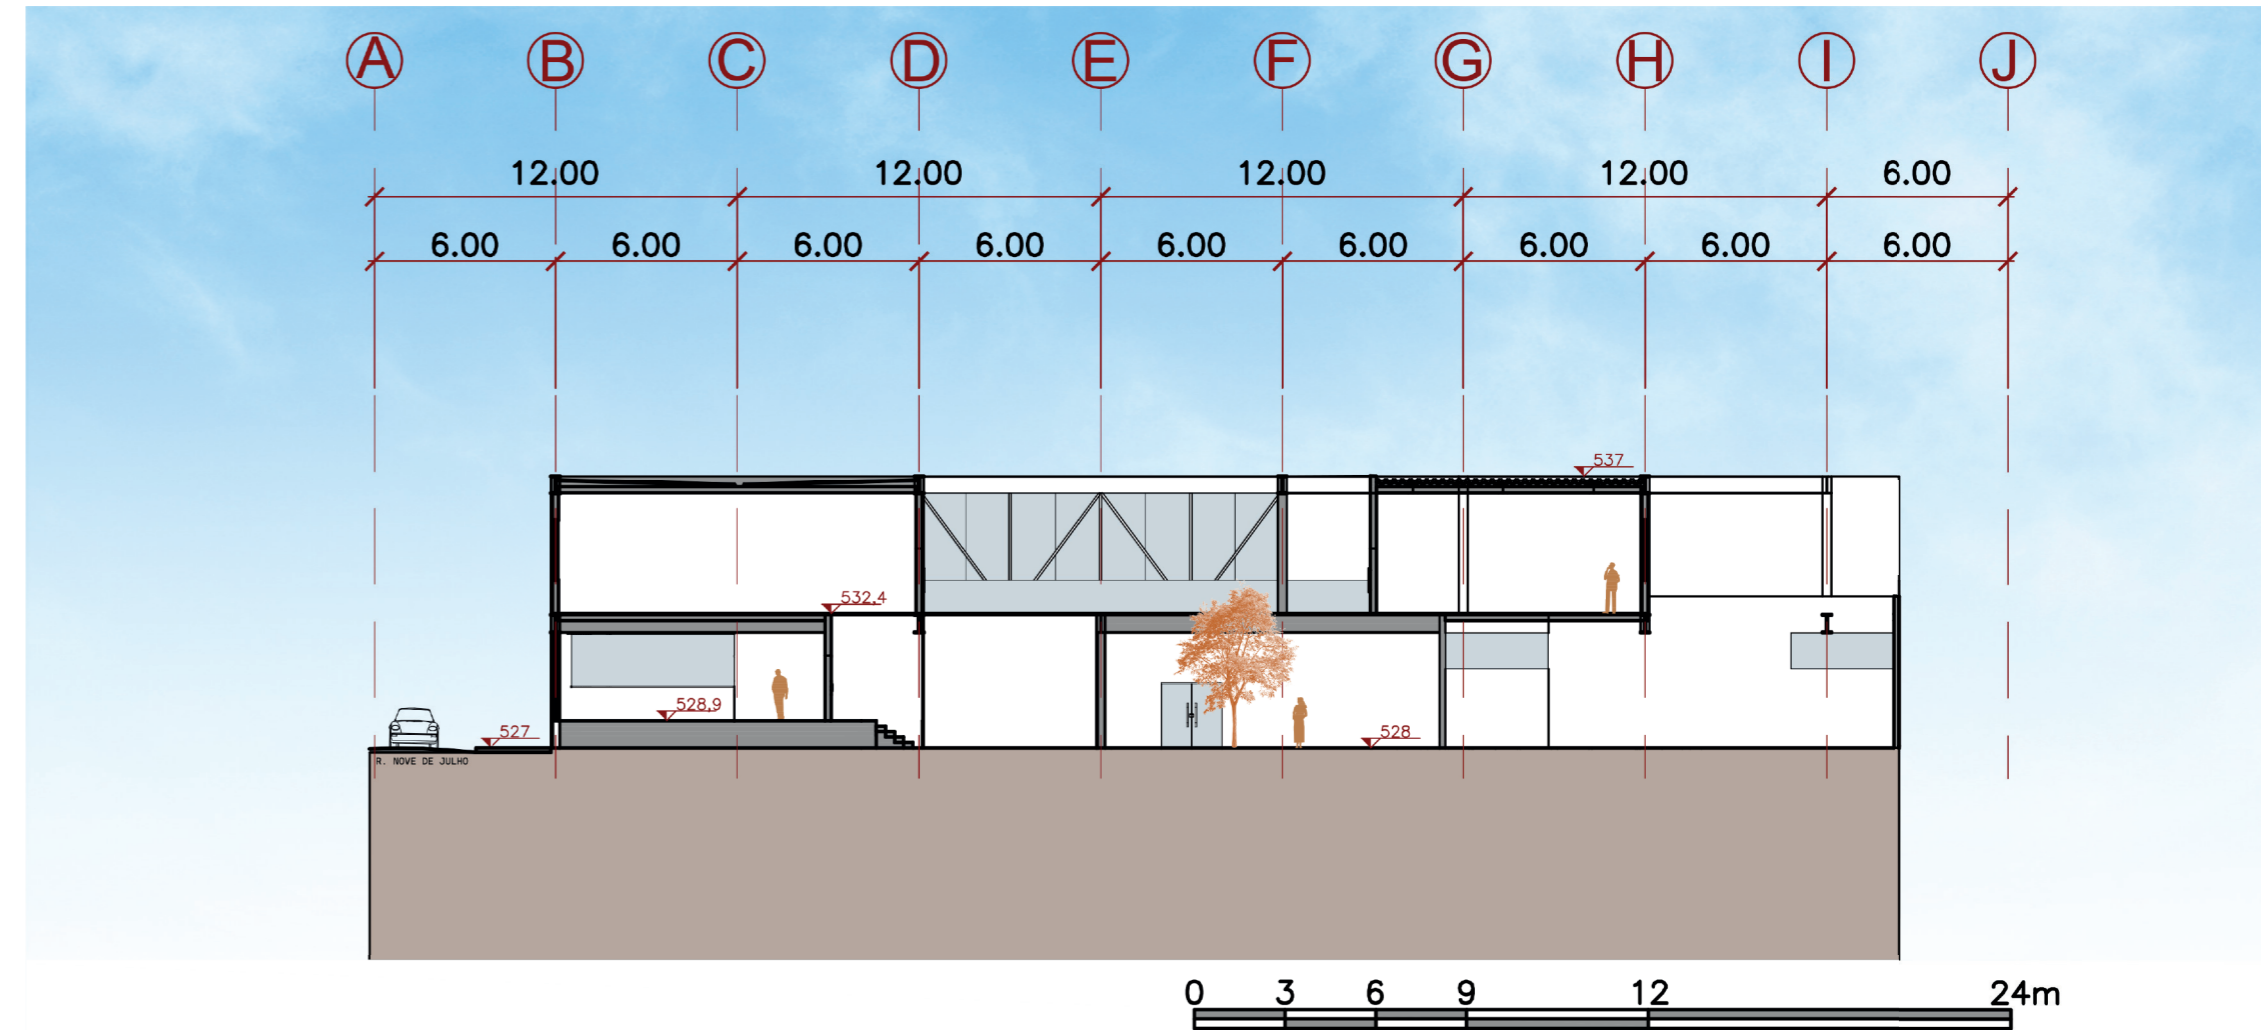 A B C D E F G H I J
12.00 12.00 12.00 12.00 6.00
6.00 6.00 6.00 6.00 6.00 6.00 6.00 6.00 6.00
537
532,4
528,9
527 528
R. NOVE DE JULHO
0 3 6 9 12 24m